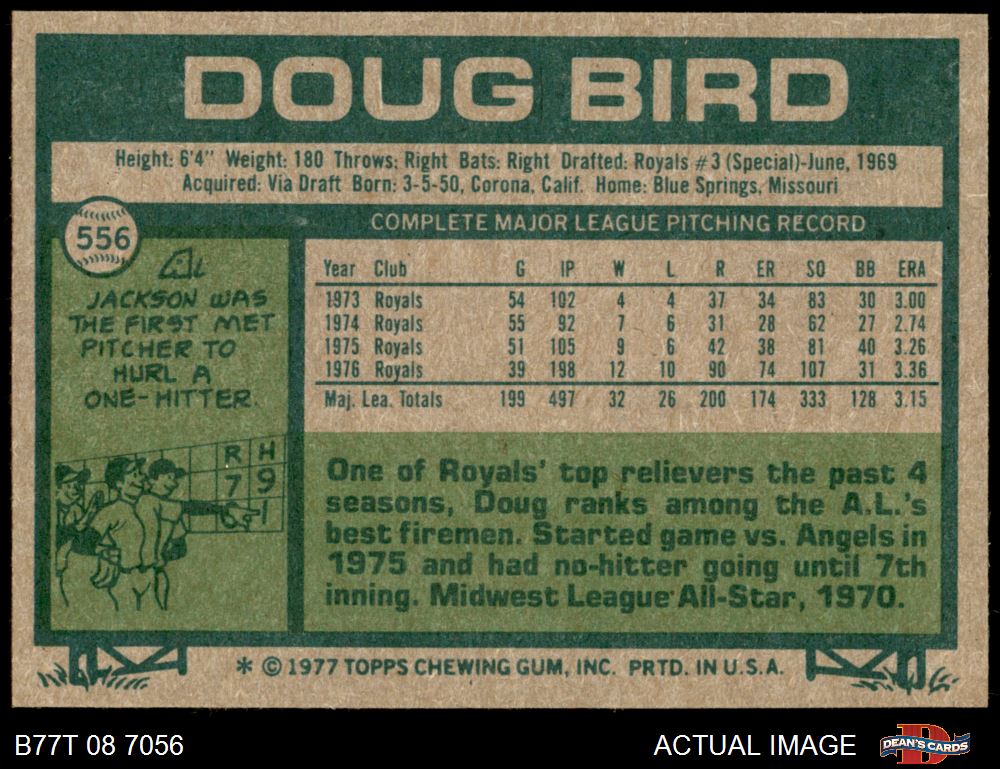 DOUG BIRD
Height: 6'4" Weight: 180 Throws: Right Bats: Right Drafted: Royals #3 (Special)-June, 1969
Acquired: Via Draft Born: 3-5-50, Corona, Calif. Home: Blue Springs, Missouri
556
COMPLETE MAJOR LEAGUE PITCHING RECORD
Year Club G IP W L R ER SO BB ERA
1973 Royals 54 102 4 4 37 34 83 30 3.00
1974 Royals 55 92 7 6 31 28 62 27 2.74
1975 Royals 51 105 9 6 42 38 81 40 3.26
1976 Royals 39 198 12 10 90 74 107 31 3.36
Maj. Lea. Totals 199 497 32 26 200 174 333 128 3.15
AL
JACKSON WAS
THE FIRST MET
PITCHER TO
HURL A
ONE-HITTER.
R H
7 9
1
One of Royals' top relievers the past 4
seasons, Doug ranks among the A.L.'s
best firemen. Started game vs. Angels in
1975 and had no-hitter going until 7th
inning. Midwest League All-Star, 1970.
* © 1977 TOPPS CHEWING GUM, INC. PRTD. IN U.S.A.
B77T 08 7056
ACTUAL IMAGE
DEAN'S CARDS